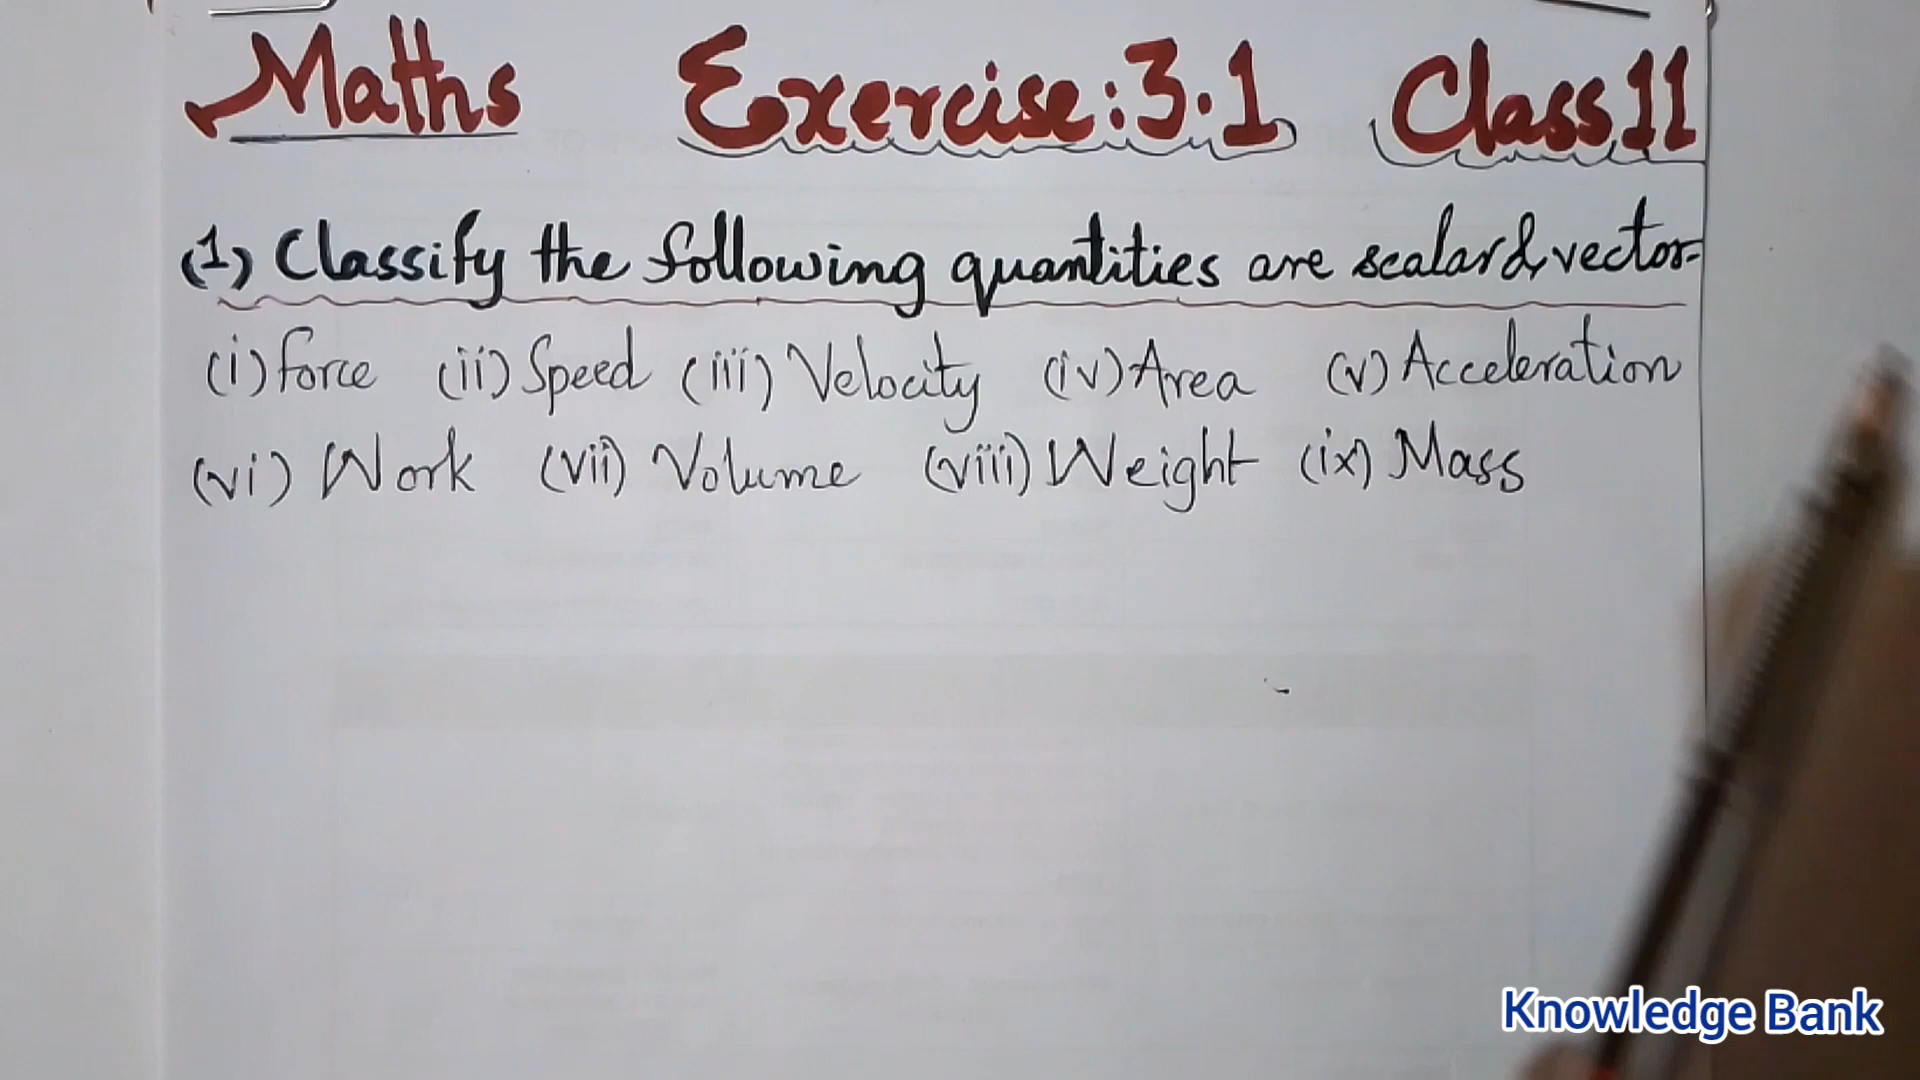 Maths Exercise:3.1 Class 11
(1) Classify the following quantities are scalar & vector-
(i) force (ii) Speed (iii) Velocity (iv) Area (v) Acceleration
(vi) Work (vii) Volume (viii) Weight (ix) Mass
Knowledge Bank